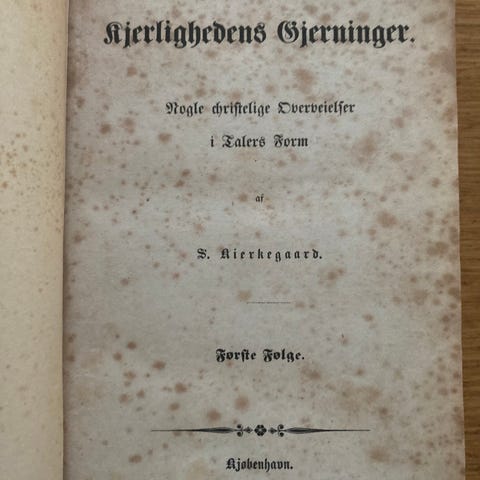 Kjerlighedens Gjerninger.
Nogle christelige Overveielser
i Talers Form
af
S. Kierkegaard.
Første Følge.
Kjøbenhavn.